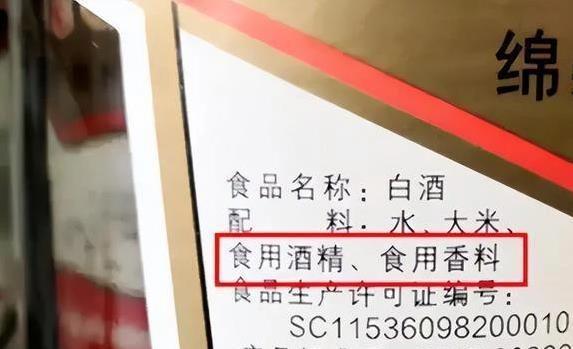 绵
食品名称：白酒
配 料：水、大米、
食用酒精、食用香料
食品生产许可证编号：
SC11536098200010